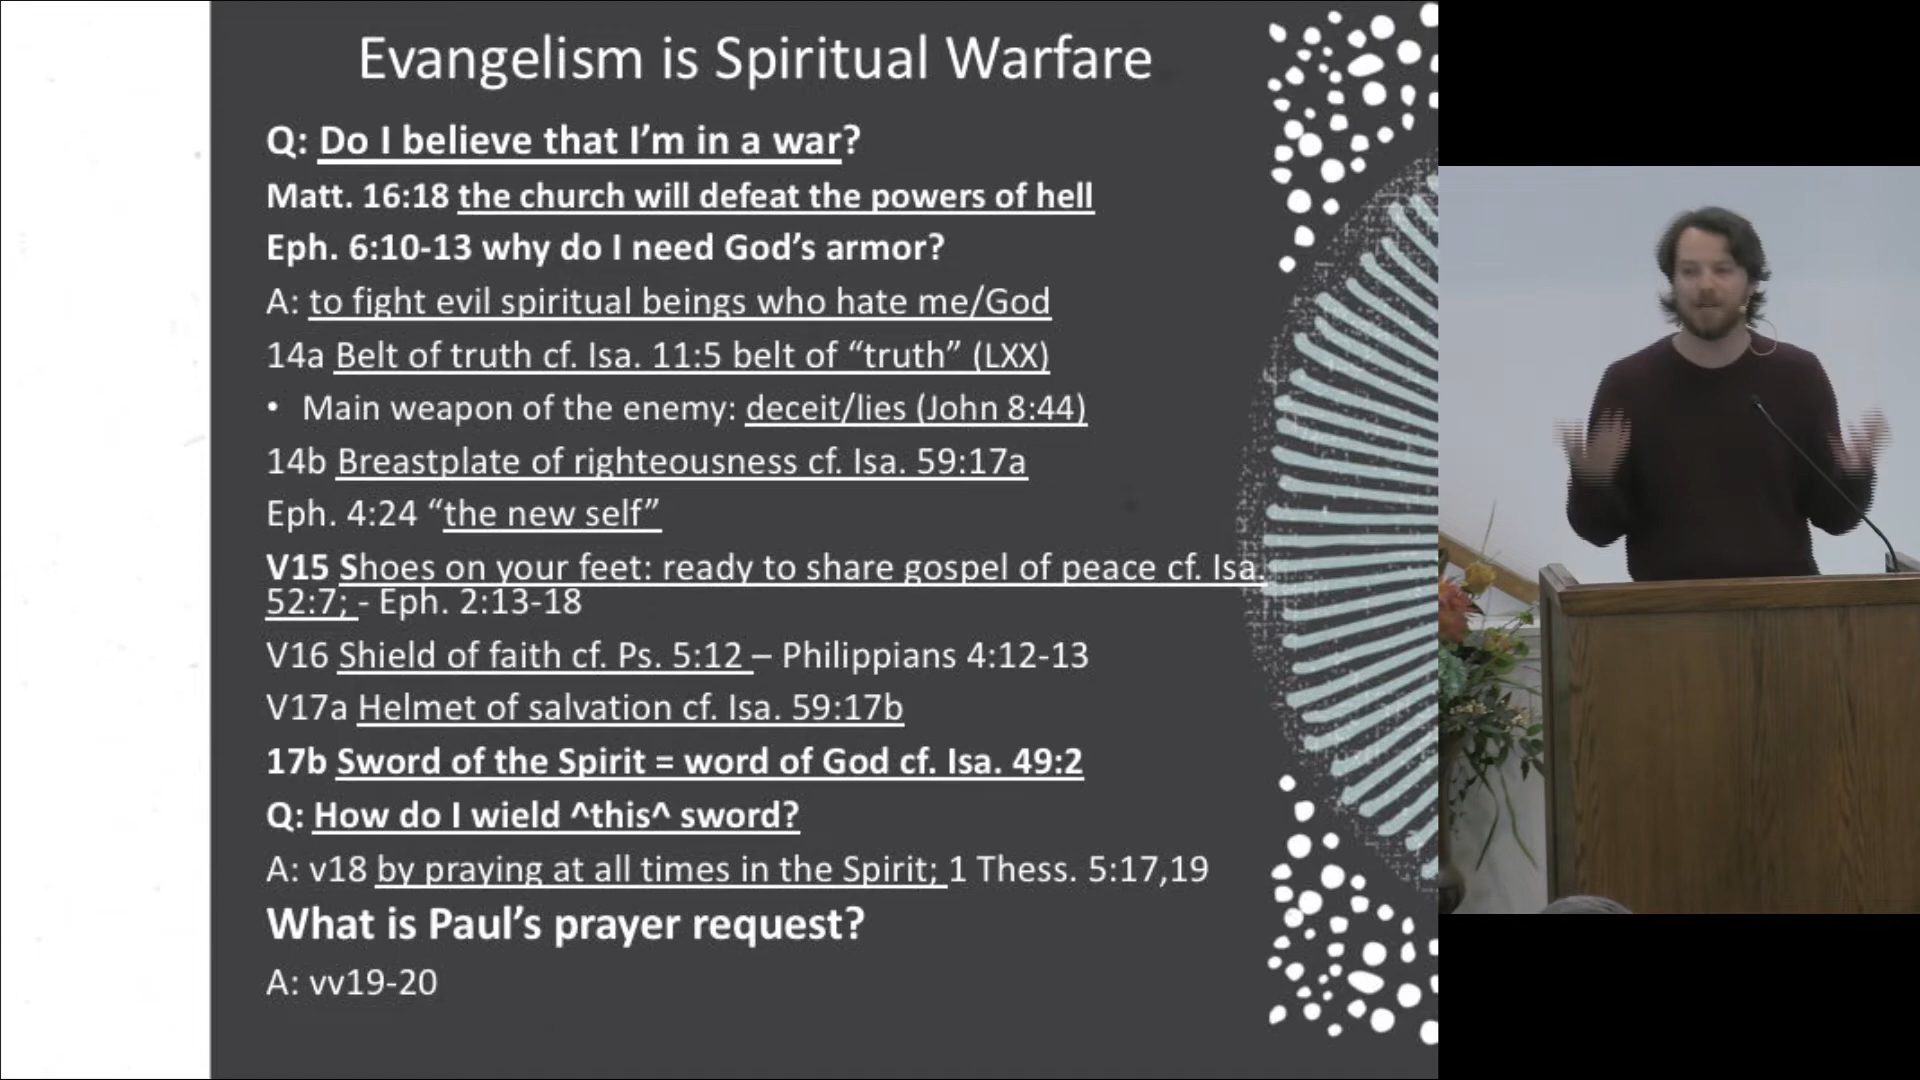 Evangelism is Spiritual Warfare
Q: Do I believe that I’m in a war?
Matt. 16:18 the church will defeat the powers of hell
Eph. 6:10-13 why do I need God’s armor?
A: to fight evil spiritual beings who hate me/God
14a Belt of truth cf. Isa. 11:5 belt of “truth” (LXX)
• Main weapon of the enemy: deceit/lies (John 8:44)
14b Breastplate of righteousness cf. Isa. 59:17a
Eph. 4:24 “the new self”
V15 Shoes on your feet: ready to share gospel of peace cf. Isa.
52:7; - Eph. 2:13-18
V16 Shield of faith cf. Ps. 5:12 – Philippians 4:12-13
V17a Helmet of salvation cf. Isa. 59:17b
17b Sword of the Spirit = word of God cf. Isa. 49:2
Q: How do I wield ^this^ sword?
A: v18 by praying at all times in the Spirit; 1 Thess. 5:17,19
What is Paul’s prayer request?
A: vv19-20